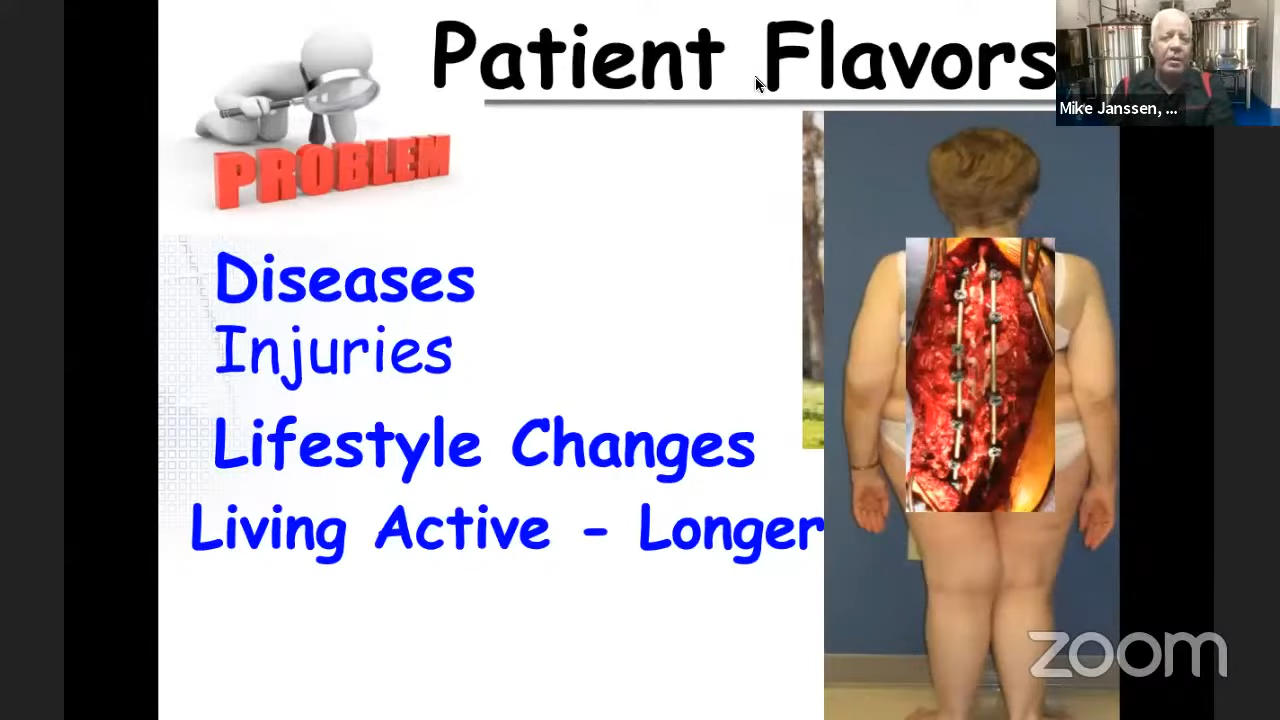 Patient Flavors
Mike Janssen, ...
PROBLEM
Diseases
Injuries
Lifestyle Changes
Living Active - Longer
zoom